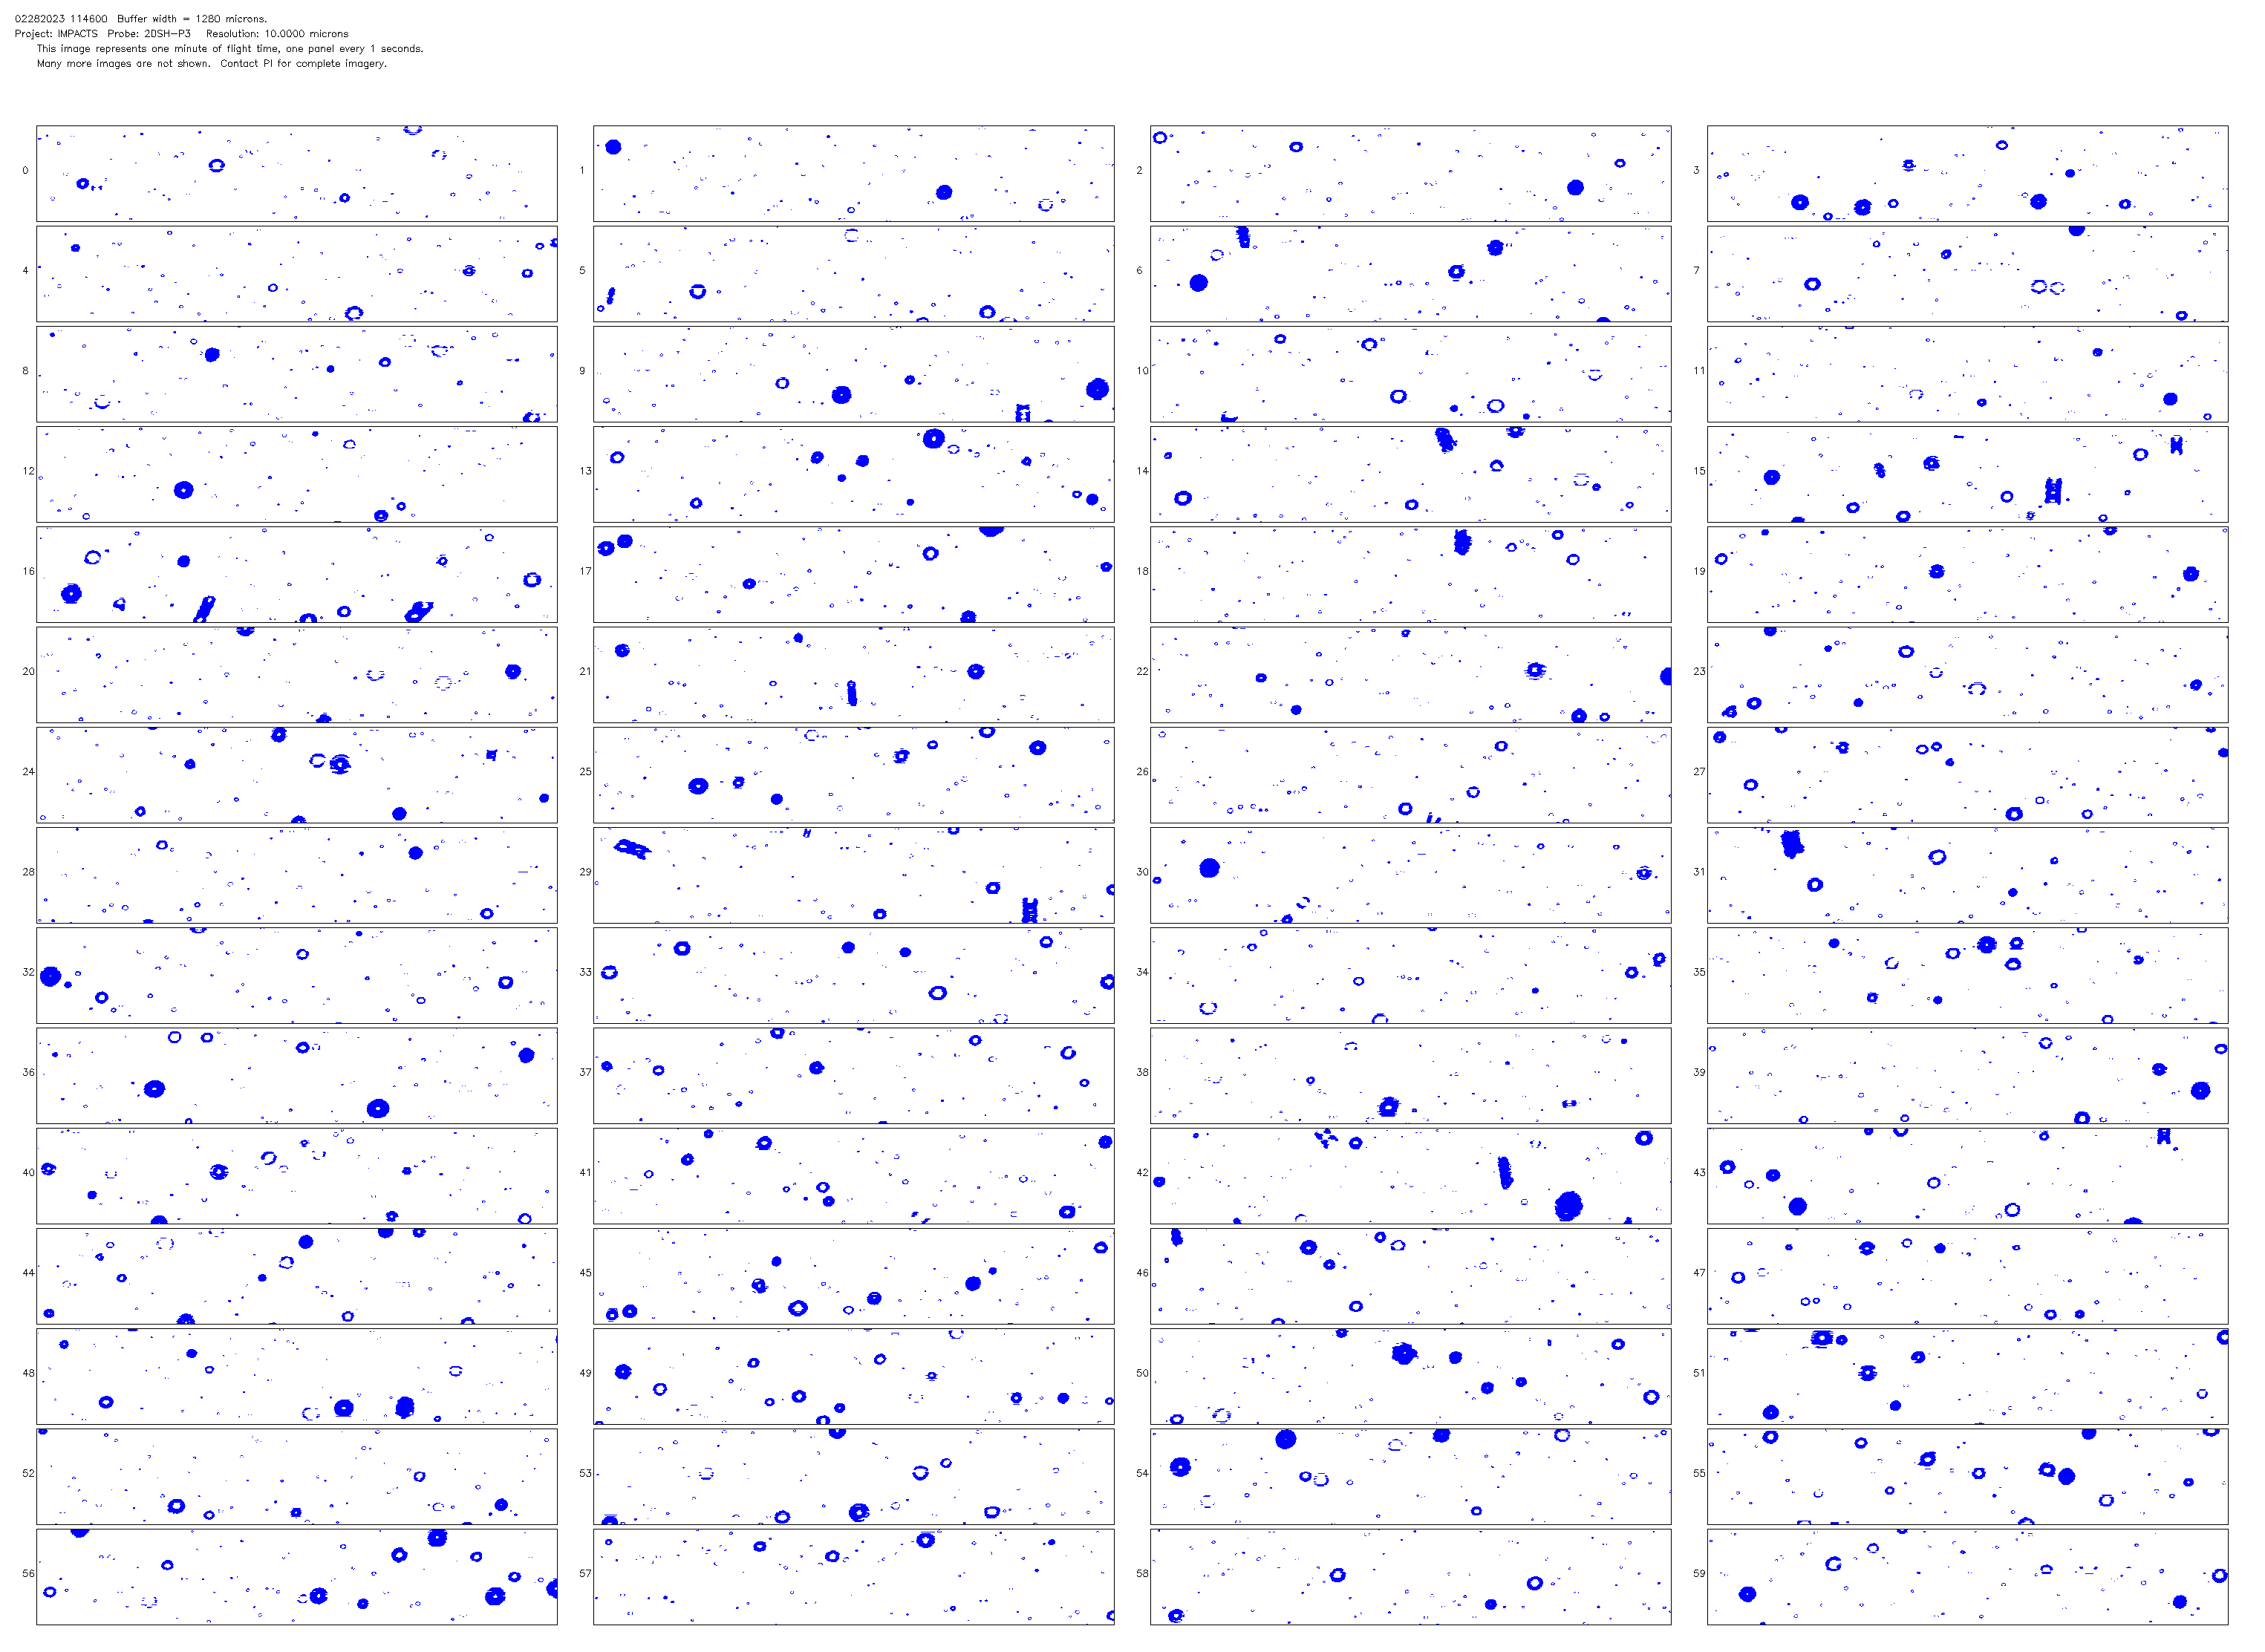 02282023 114600 Buffer width = 1280 microns.
Project: IMPACTS Probe: 2DSH-P3 Resolution: 10.0000 microns
This image represents one minute of flight time, one panel every 1 seconds.
Many more images are not shown. Contact PI for complete imagery.
0 1 2 3
4 5 6 7
8 9 10 11
12 13 14 15
16 17 18 19
20 21 22 23
24 25 26 27
28 29 30 31
32 33 34 35
36 37 38 39
40 41 42 43
44 45 46 47
48 49 50 51
52 53 54 55
56 57 58 59